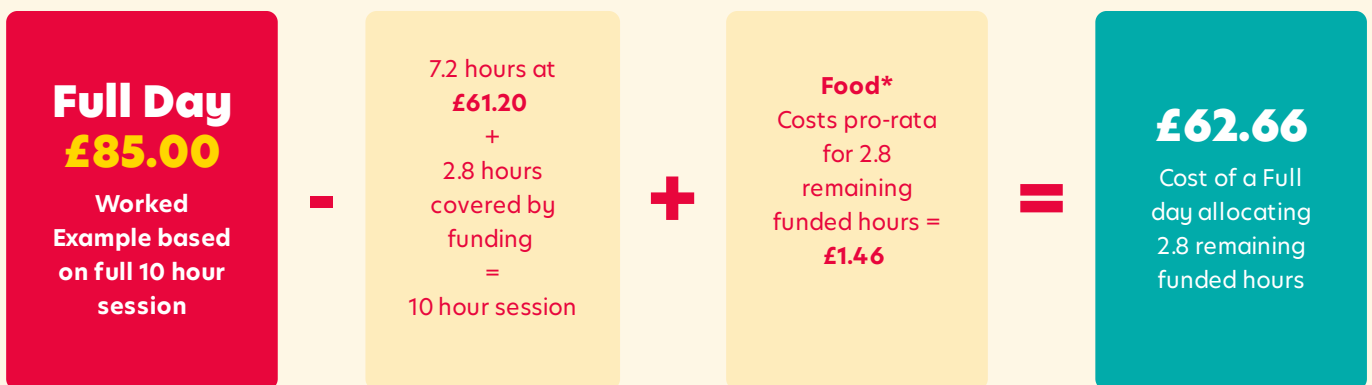 Full Day
£85.00
Worked
Example based
on full 10 hour
session
-
7.2 hours at
£61.20
+
2.8 hours
covered by
funding
=
10 hour session
+
Food*
Costs pro-rata
for 2.8
remaining
funded hours =
£1.46
=
£62.66
Cost of a Full
day allocating
2.8 remaining
funded hours